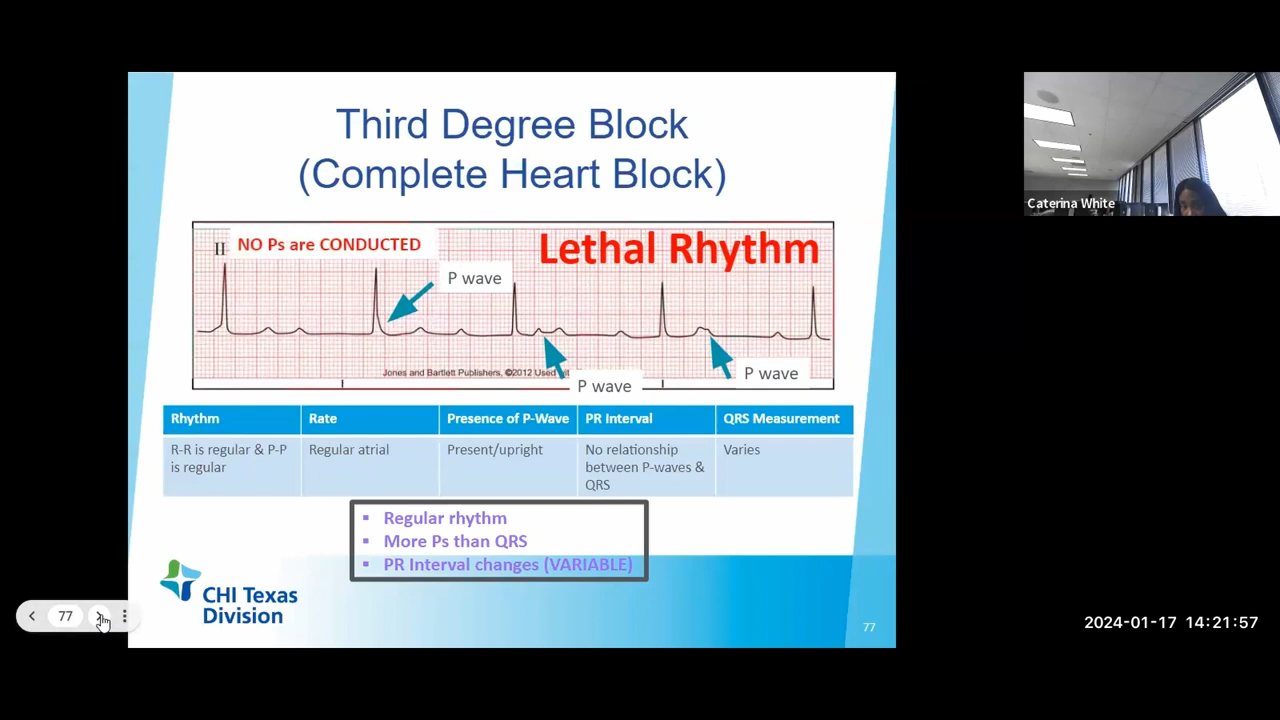 Third Degree Block
(Complete Heart Block)
II
NO Ps are CONDUCTED
Lethal Rhythm
P wave
P wave
P wave
Jones and Bartlett Publishers, ©2012 Used
Rhythm
Rate
Presence of P-Wave
PR Interval
QRS Measurement
R-R is regular & P-P
is regular
Regular atrial
Present/upright
No relationship
between P-waves &
QRS
Varies
▪ Regular rhythm
▪ More Ps than QRS
▪ PR Interval changes (VARIABLE)
CHI Texas
Division
77
77
Caterina White
2024-01-17 14:21:57